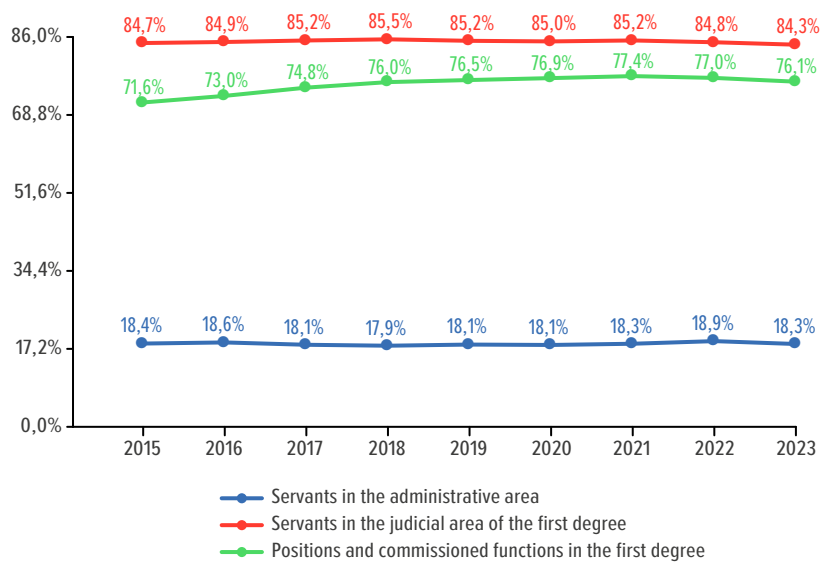 84,7% 84,9% 85,2% 85,5% 85,2% 85,0% 85,2% 84,8% 84,3%
86,0%
71,6% 73,0% 74,8% 76,0% 76,5% 76,9% 77,4% 77,0% 76,1%
68,8%
51,6%
34,4%
18,4% 18,6% 18,1% 17,9% 18,1% 18,1% 18,3% 18,9% 18,3%
17,2%
0,0%
2015 2016 2017 2018 2019 2020 2021 2022 2023
Servants in the administrative area
Servants in the judicial area of the first degree
Positions and commissioned functions in the first degree